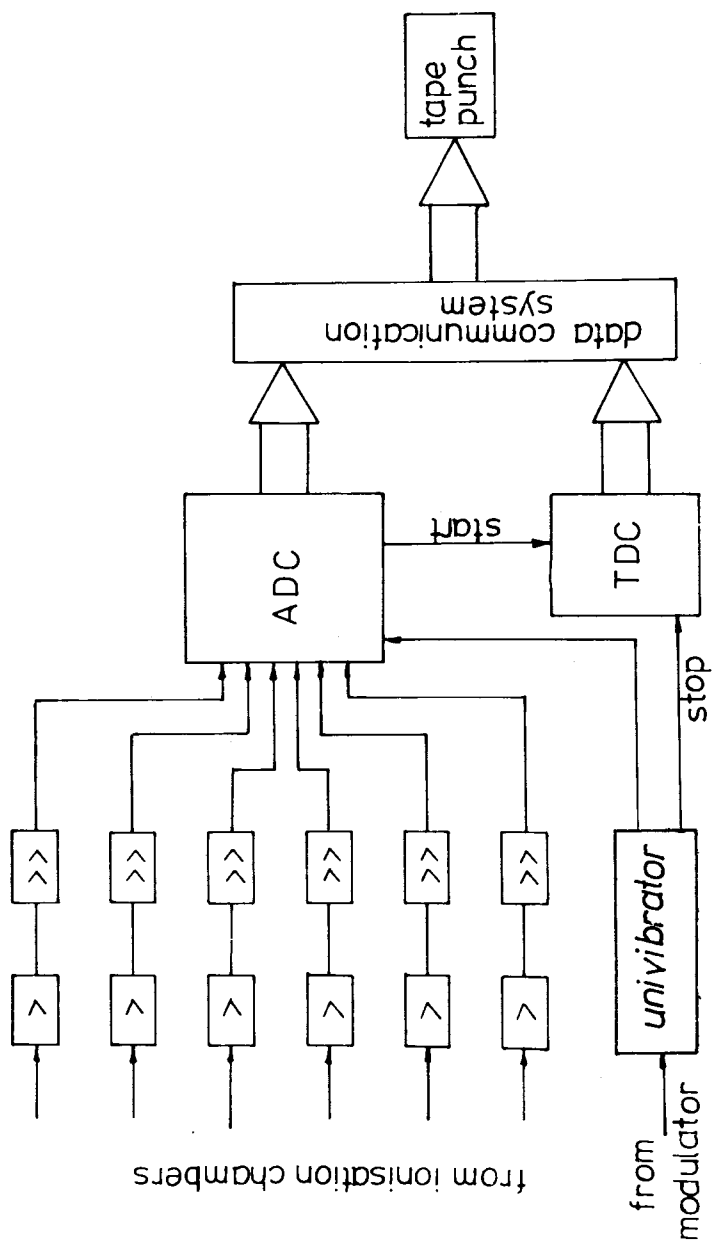 from ionisation chambers
from
modulator
univibrator
stop
ADC
start
TDC
data communication
system
tape
punch